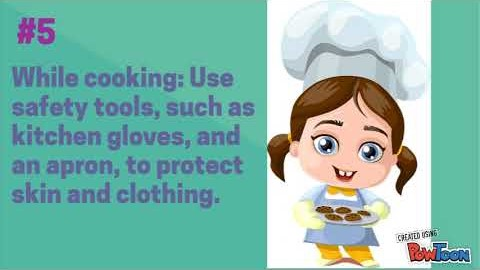 #5
While cooking: Use
safety tools, such as
kitchen gloves, and
an apron, to protect
skin and clothing.
CREATED USING
POWTOON